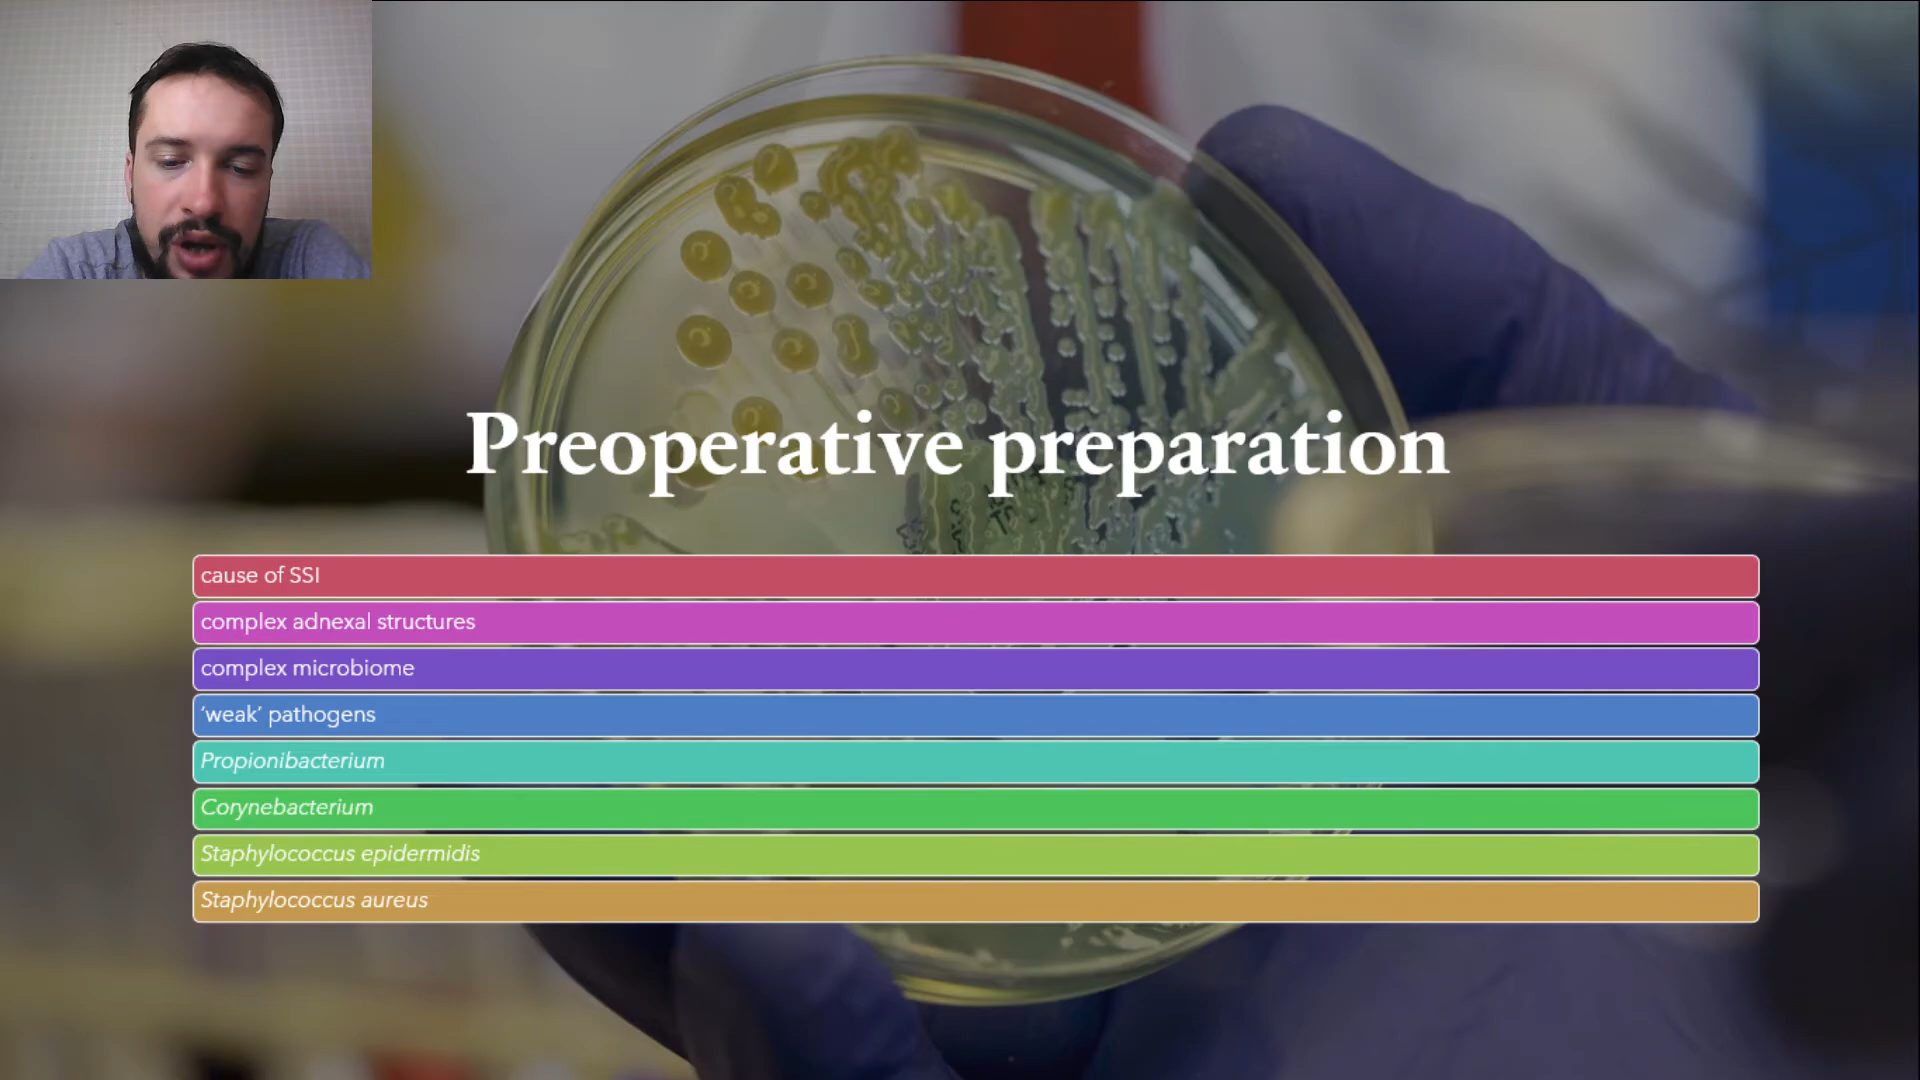 Preoperative preparation
cause of SSI
complex adnexal structures
complex microbiome
‘weak’ pathogens
Propionibacterium
Corynebacterium
Staphylococcus epidermidis
Staphylococcus aureus